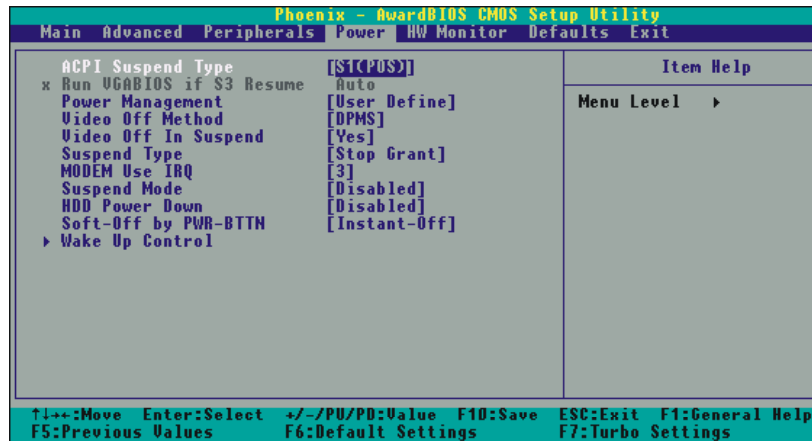 Phoenix - AwardBIOS CMOS Setup Utility
Main Advanced Peripherals Power HW Monitor Defaults Exit
ACPI Suspend Type [S1(POS)]
x Run VGABIOS if S3 Resume Auto
Power Management [User Define]
Video Off Method [DPMS]
Video Off In Suspend [Yes]
Suspend Type [Stop Grant]
MODEM Use IRQ [3]
Suspend Mode [Disabled]
HDD Power Down [Disabled]
Soft-Off by PWR-BTTN [Instant-Off]
▸ Wake Up Control
Item Help
Menu Level ▸
↑↓→←:Move Enter:Select +/-/PU/PD:Value F10:Save ESC:Exit F1:General Help
F5:Previous Values F6:Default Settings F7:Turbo Settings